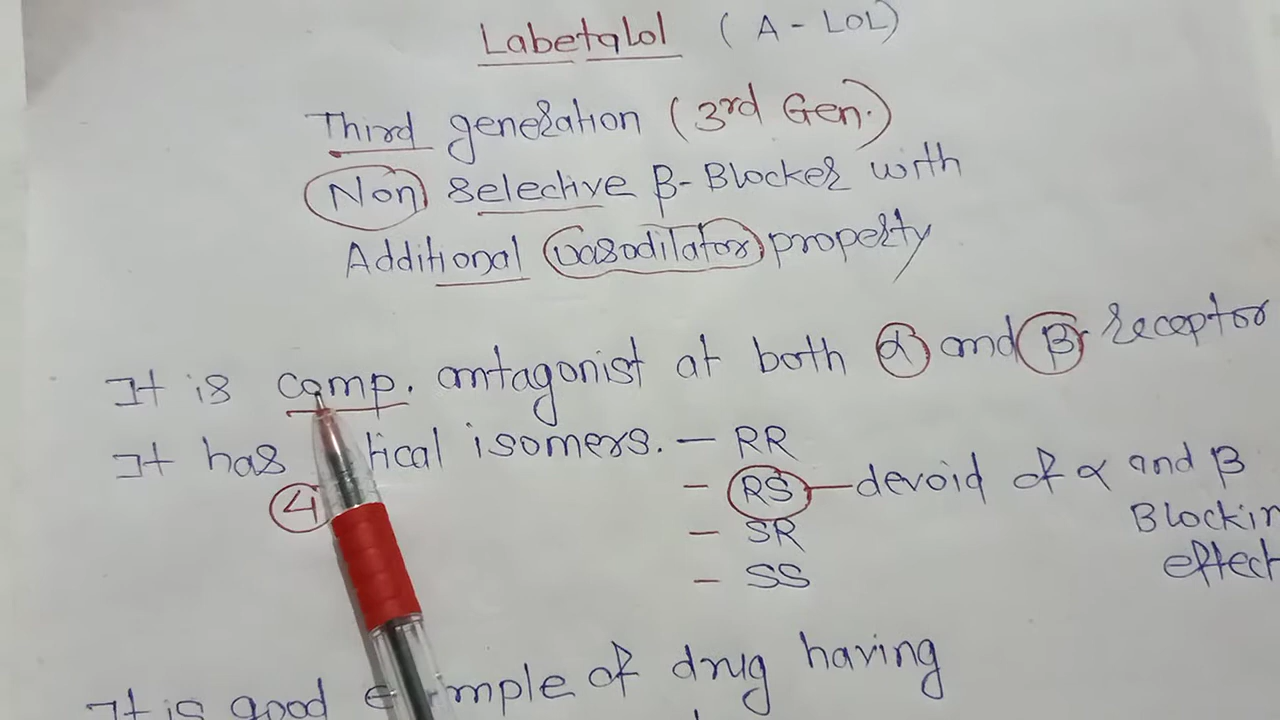 Labetalol (A - LOL)
Third generation (3rd Gen.)
Non selective β-Blocker with
Additional vasodilator property
It is comp. antagonist at both α and β receptor
It has tical isomers. — RR
4
- RS — devoid of α and β
Blockin
effect
- SR
- SS
It is good e mple of drug having